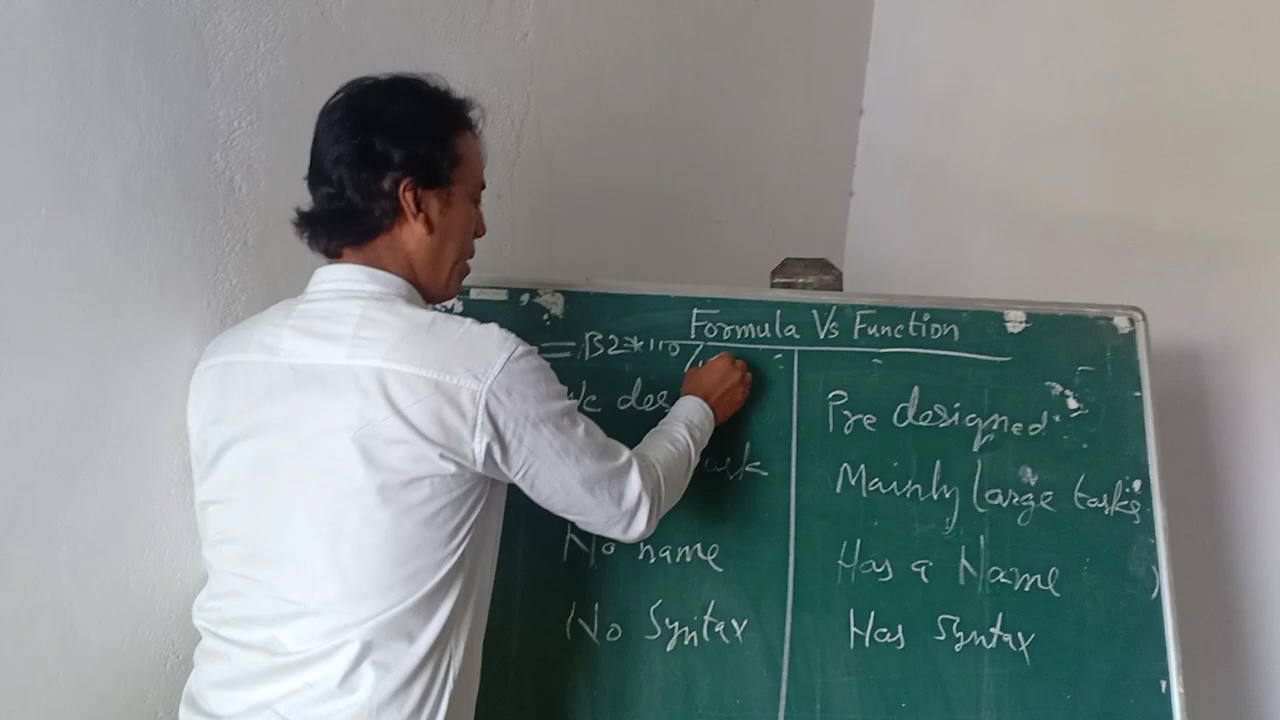 Formula Vs Function
= B2*110%
Pre designed
Mainly large tasks
No name Has a Name
No Syntax Has Syntax